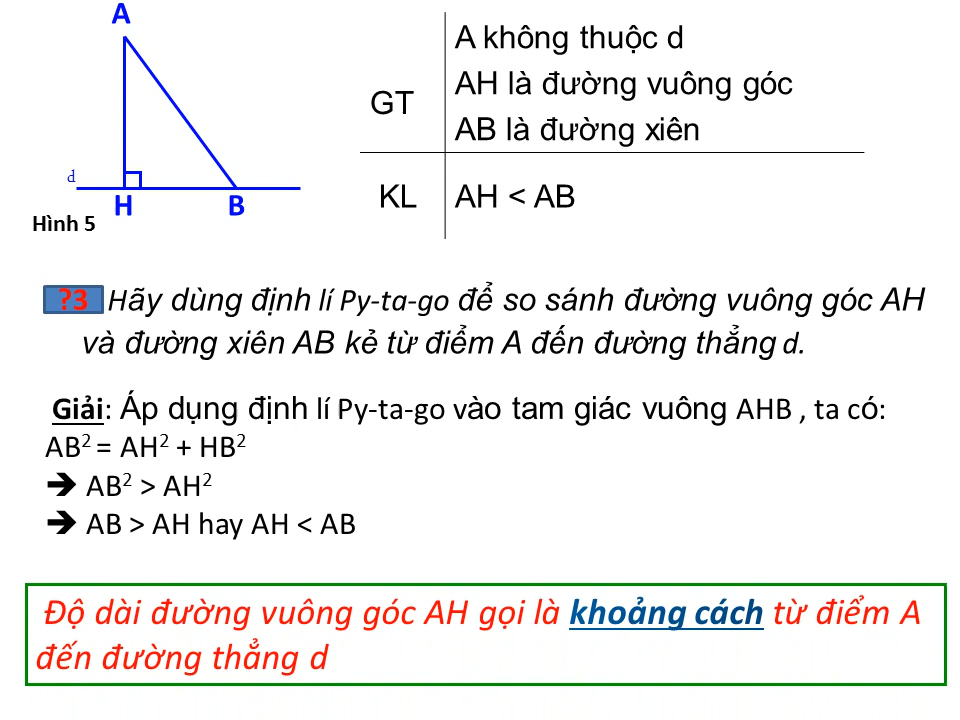 A
d
H
B
Hình 5
GT
A không thuộc d
AH là đường vuông góc
AB là đường xiên
KL
AH < AB
?3 Hãy dùng định lí Py-ta-go để so sánh đường vuông góc AH
và đường xiên AB kẻ từ điểm A đến đường thẳng d.
Giải: Áp dụng định lí Py-ta-go vào tam giác vuông AHB , ta có:
AB² = AH² + HB²
➔ AB² > AH²
➔ AB > AH hay AH < AB
Độ dài đường vuông góc AH gọi là khoảng cách từ điểm A
đến đường thẳng d